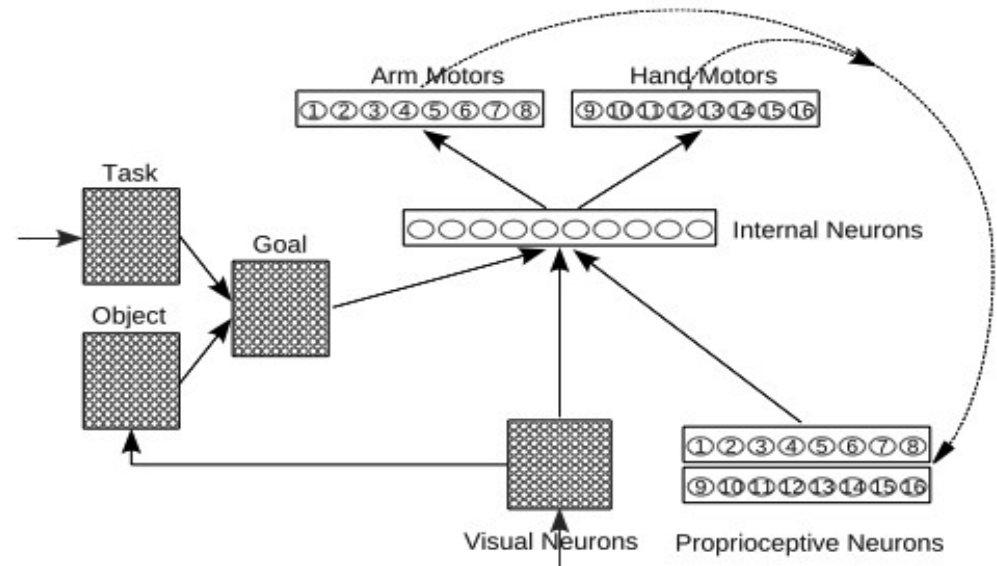 Arm Motors
Hand Motors
1 2 3 4 5 6 7 8
9 10 11 12 13 14 15 16
Task
Internal Neurons
Goal
Object
1 2 3 4 5 6 7 8
9 10 11 12 13 14 15 16
Visual Neurons
Proprioceptive Neurons